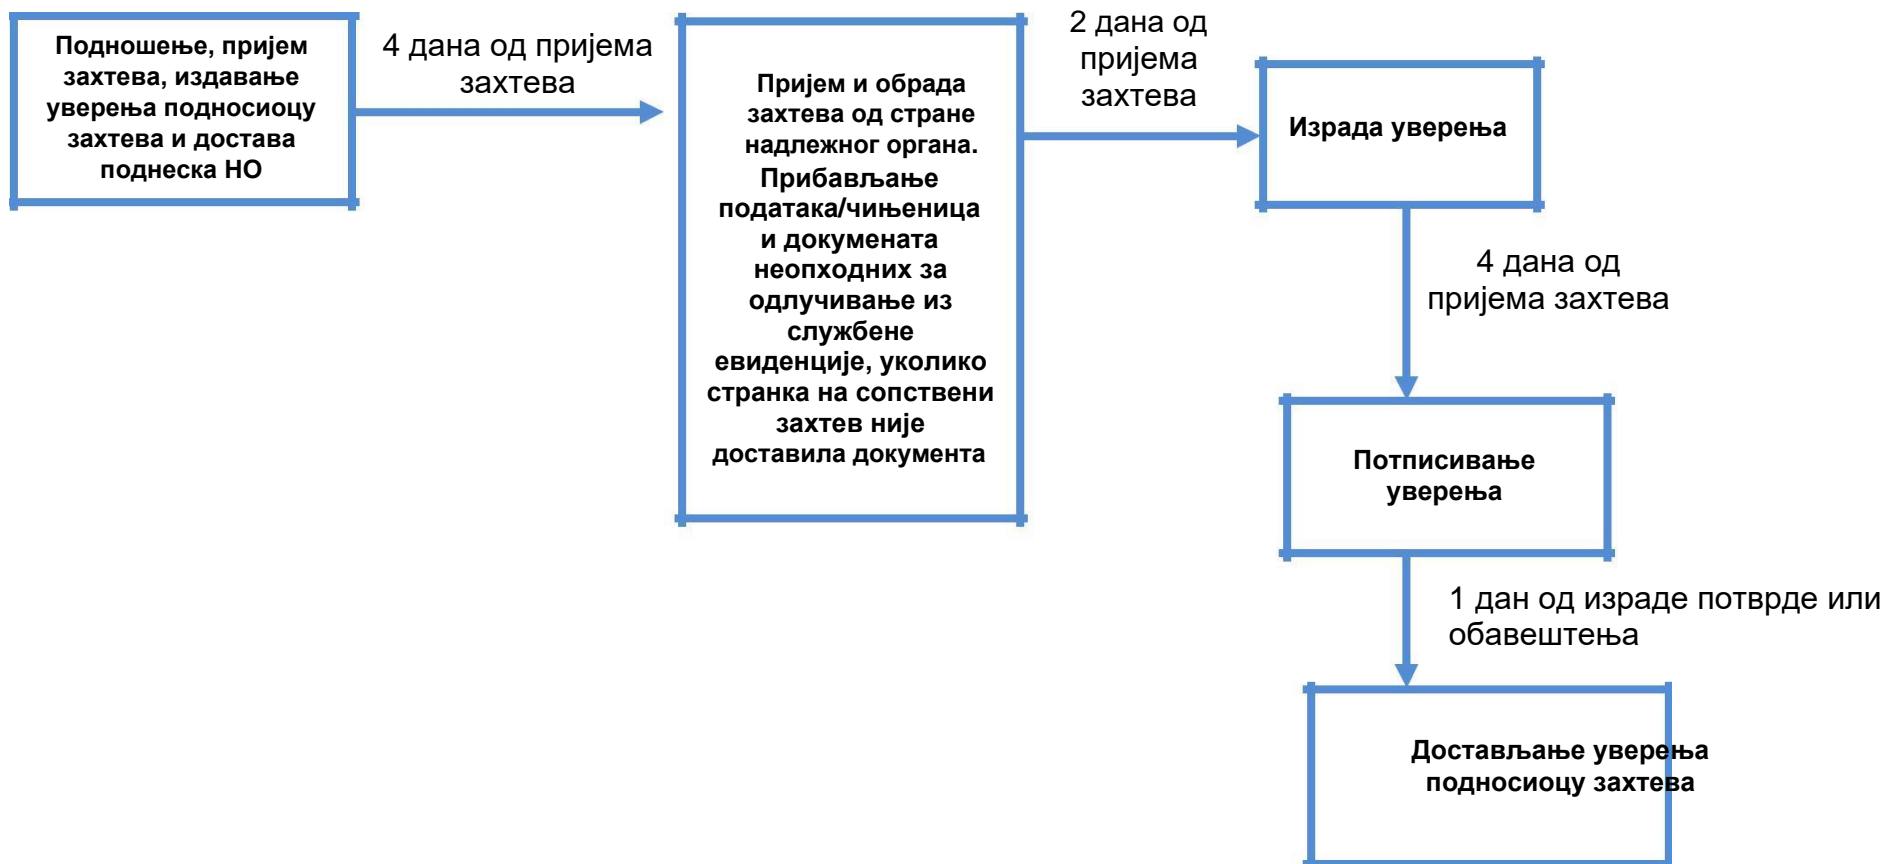 Подношење, пријем
захтева, издавање
уверења подносиоцу
захтева и достава
поднеска НО
4 дана од пријема
захтева
Пријем и обрада
захтева од стране
надлежног органа.
Прибављање
података/чињеница
и докумената
неопходних за
одлучивање из
службене
евиденције, уколико
странка на сопствени
захтев није
доставила документа
2 дана од
пријема
захтева
Израда уверења
4 дана од
пријема захтева
Потписивање
уверења
1 дан од израде потврде или
обавештења
Достављање уверења
подносиоцу захтева